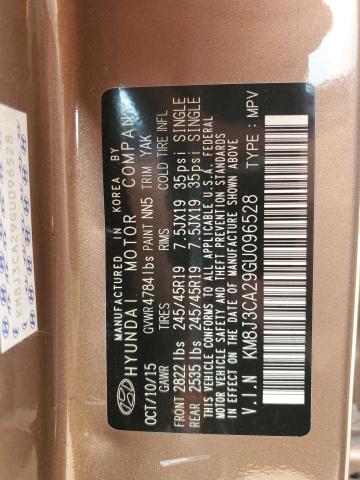 MANUFACTURED IN KOREA BY
HYUNDAI MOTOR COMPANY
OCT/10/15 GVWR 4784 lbs PAINT NN5 TRIM YAK
GAWR TIRES RIMS COLD TIRE INFL
FRONT 2822 lbs 245/45R19 7.5JX19 35psi SINGLE
REAR 2535 lbs 245/45R19 7.5JX19 35psi SINGLE
THIS VEHICLE CONFORMS TO ALL APPLICABLE U.S.A. FEDERAL
MOTOR VEHICLE SAFETY AND THEFT PREVENTION STANDARDS
IN EFFECT ON THE DATE OF MANUFACTURE SHOWN ABOVE
V.I.N : KM8J3CA29GU096528 TYPE : MPV
KM8J3CA29GU096528